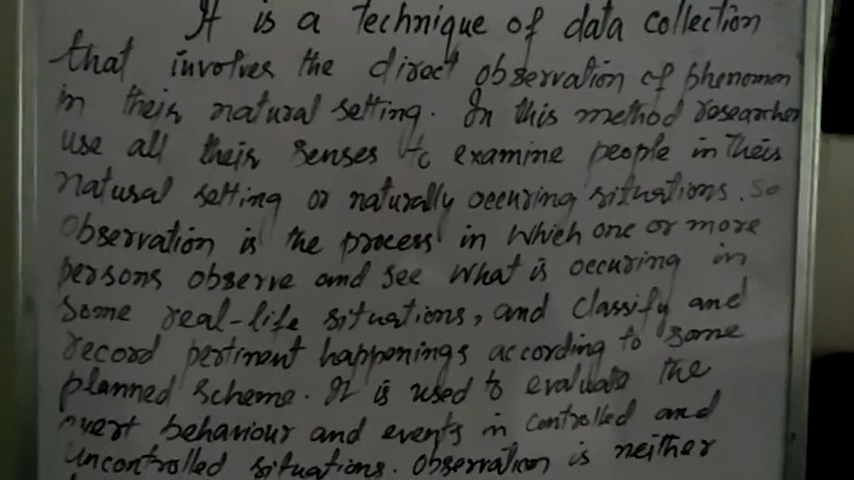 It is a technique of data collection
that involves the direct observation of phenomen
in their natural setting. In this method researcher
use all their senses to examine people in their
natural setting or naturally occuring situations. So
Observation is the process in which one or more
persons observe and see what is occuring in
some real-life situations, and classify and
record pertinent happenings according to some
planned scheme. It is used to evaluate the
overt behaviour and events in controlled and
uncontrolled situations. Observation is neither